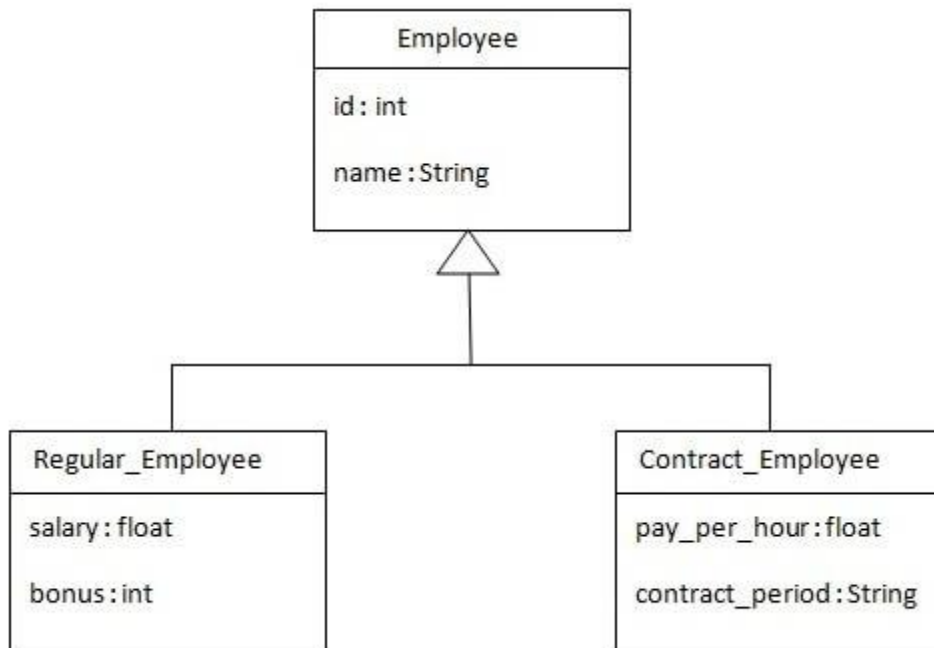 Employee
id: int
name:String
Regular_Employee
salary:float
bonus:int
Contract_Employee
pay_per_hour:float
contract_period:String